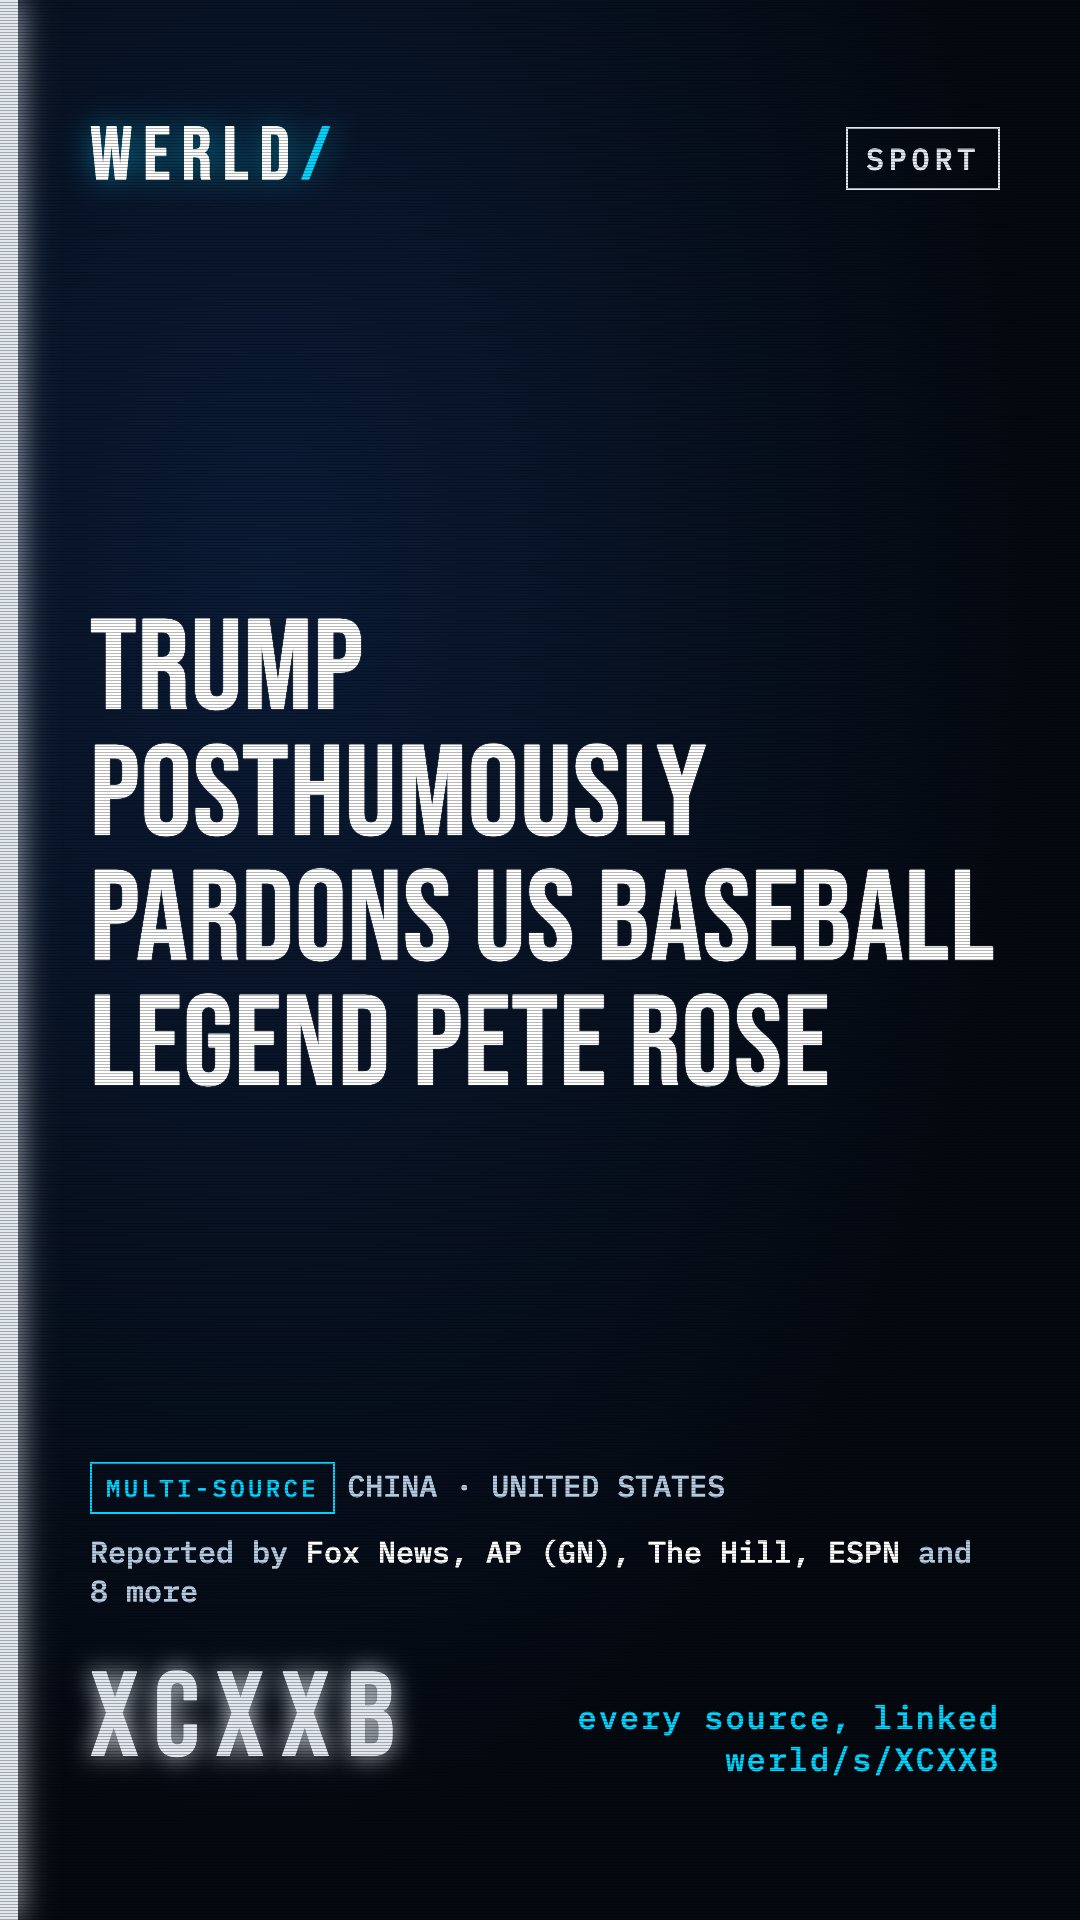 WERLD/
SPORT
TRUMP
POSTHUMOUSLY
PARDONS US BASEBALL
LEGEND PETE ROSE
MULTI-SOURCE CHINA · UNITED STATES
Reported by Fox News, AP (GN), The Hill, ESPN and
8 more
XCXXB
every source, linked
werld/s/XCXXB